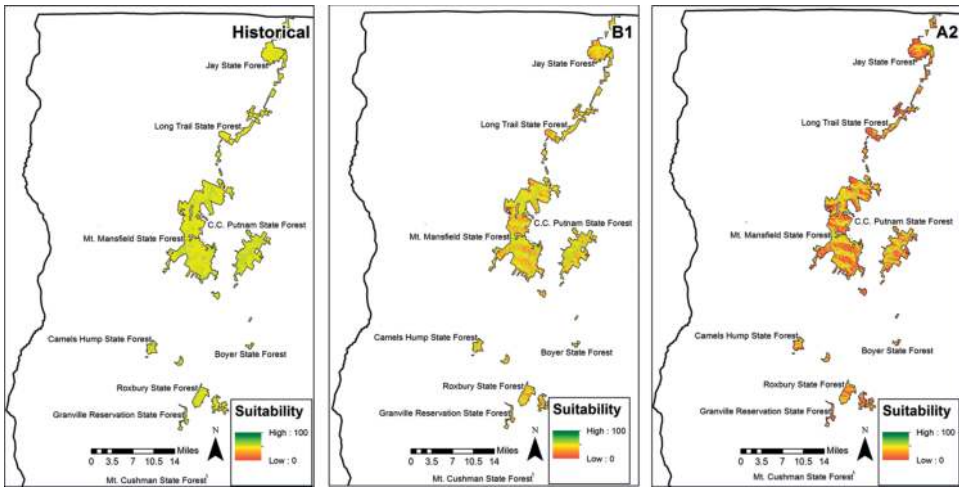 Historical
Jay State Forest
Long Trail State Forest
C.C. Putnam State Forest
Mt. Mansfield State Forest
Camels Hump State Forest
Boyer State Forest
Roxbury State Forest
Granville Reservation State Forest
Suitability
High : 100
Low : 0
N
Miles
0 3.5 7 10.5 14
Mt. Cushman State Forest
B1
Jay State Forest
Long Trail State Forest
C.C. Putnam State Forest
Mt. Mansfield State Forest
Camels Hump State Forest
Boyer State Forest
Roxbury State Forest
Granville Reservation State Forest
Suitability
High : 100
Low : 0
N
Miles
0 3.5 7 10.5 14
Mt. Cushman State Forest
A2
Jay State Forest
Long Trail State Forest
C.C. Putnam State Forest
Mt. Mansfield State Forest
Camels Hump State Forest
Boyer State Forest
Roxbury State Forest
Granville Reservation State Forest
Suitability
High : 100
Low : 0
N
Miles
0 3.5 7 10.5 14
Mt. Cushman State Forest